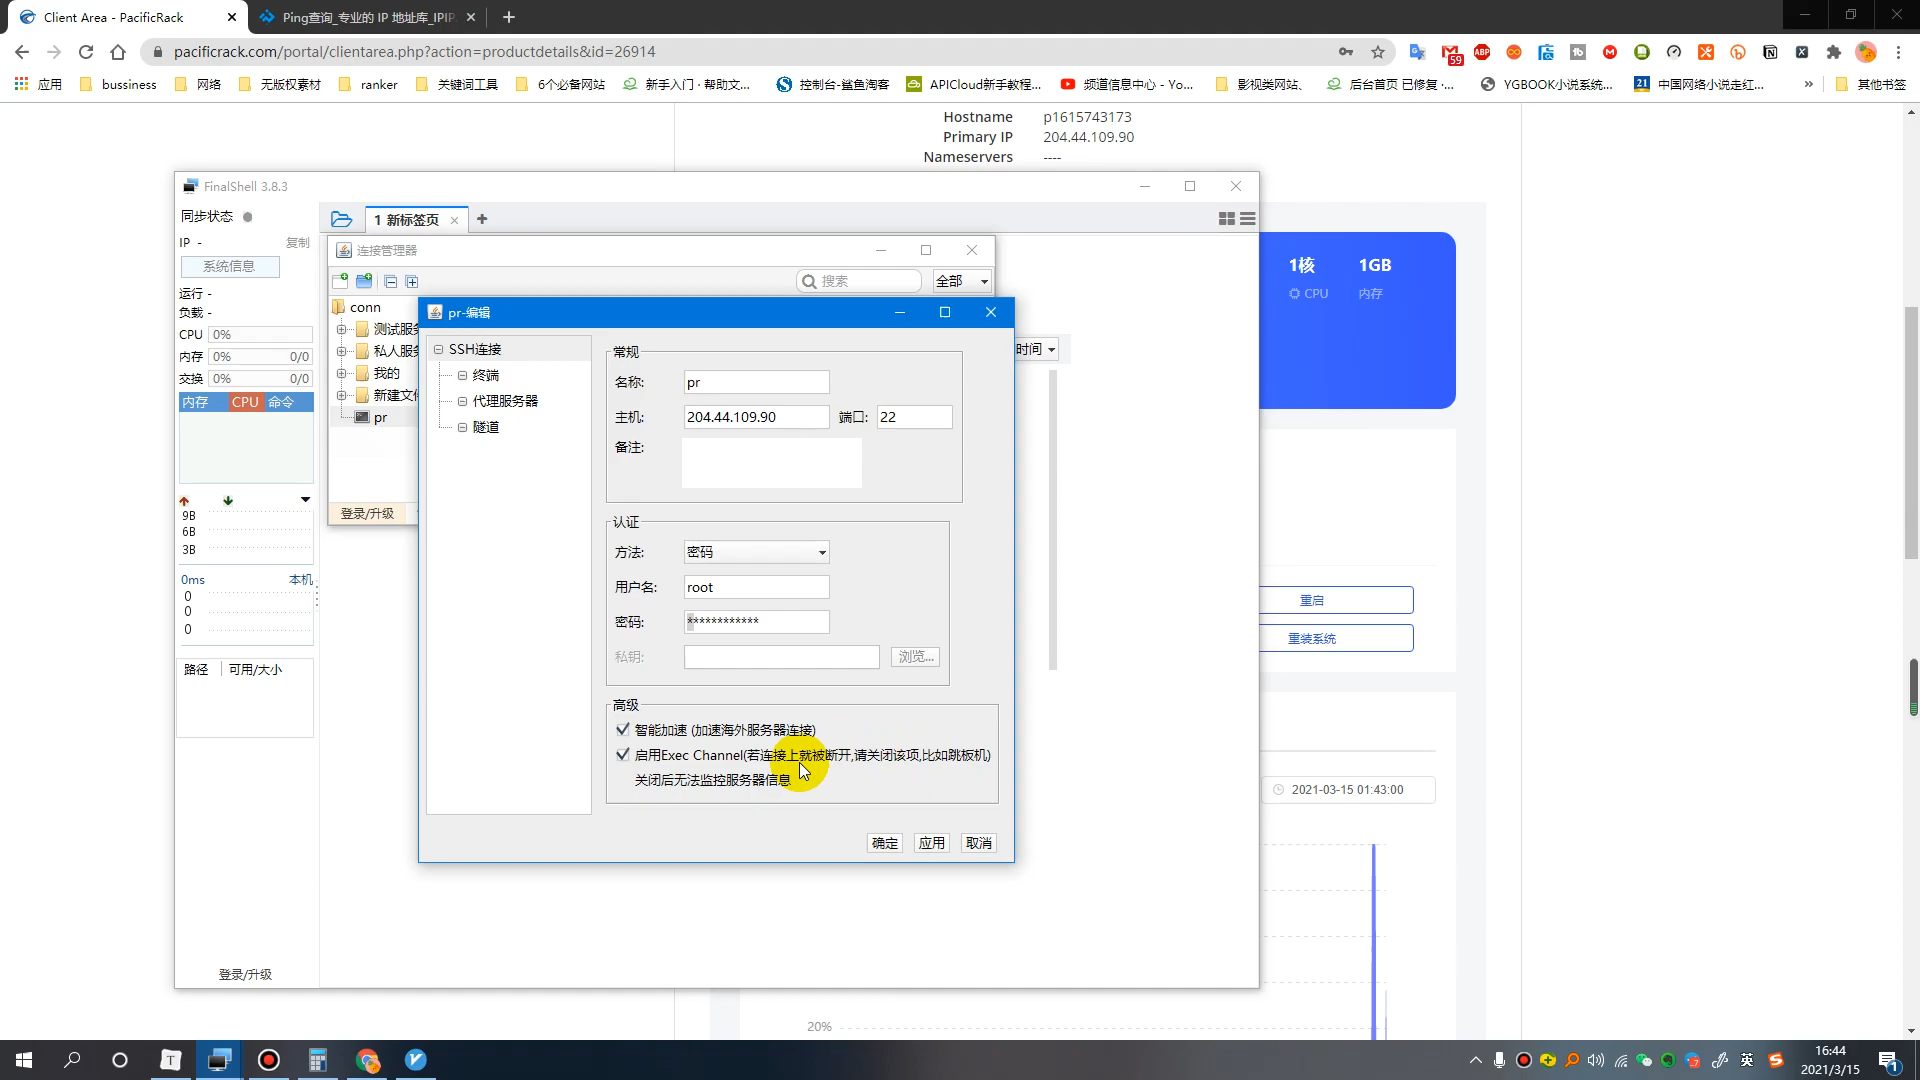 Client Area - PacificRack
Ping查询_专业的 IP 地址库_IPIP.
pacificrack.com/portal/clientarea.php?action=productdetails&id=26914
59
ABP
应用
bussiness
网络
无版权素材
ranker
关键词工具
6个必备网站
新手入门 · 帮助文...
控制台-鲨鱼淘客
APICloud新手教程...
频道信息中心 - Yo...
影视类网站、
后台首页 已修复 ·...
YGBOOK小说系统...
21
中国网络小说走红...
»
其他书签
Hostname p1615743173
Primary IP 204.44.109.90
Nameservers ----
FinalShell 3.8.3
同步状态
1 新标签页
IP - 复制
系统信息
运行 -
负载 -
CPU 0%
内存 0% 0/0
交换 0% 0/0
内存 CPU 命令
9B
6B
3B
0ms 本机
0
0
0
路径 可用/大小
登录/升级
连接管理器
搜索
全部
conn
测试服务
私人服务
我的
新建文件
pr
登录/升级
时间
pr-编辑
SSH连接
终端
代理服务器
隧道
常规
名称: pr
主机: 204.44.109.90 端口: 22
备注:
认证
方法: 密码
用户名: root
密码: ************
私钥: 浏览...
高级
智能加速 (加速海外服务器连接)
启用Exec Channel(若连接上就被断开,请关闭该项,比如跳板机)
关闭后无法监控服务器信息
确定 应用 取消
1核 1GB
CPU 内存
重启
重装系统
2021-03-15 01:43:00
20%
英
16:44
2021/3/15
1